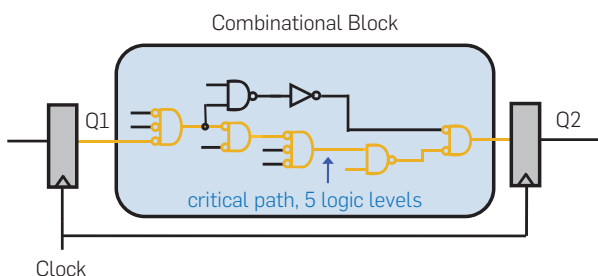 Combinational Block
Q1
Q2
critical path, 5 logic levels
Clock